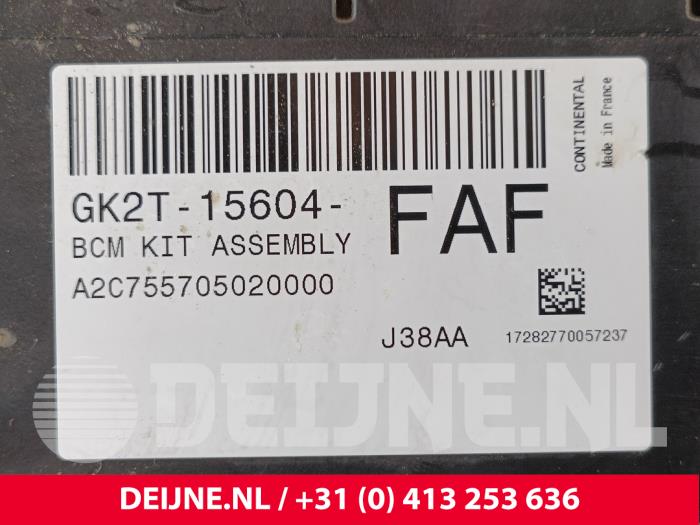 GK2T-15604-
FAF
BCM KIT ASSEMBLY
A2C755705020000
J38AA
17282770057237
CONTINENTAL
Made in France
DEIJNE.NL
DEIJNE.NL / +31 (0) 413 253 636